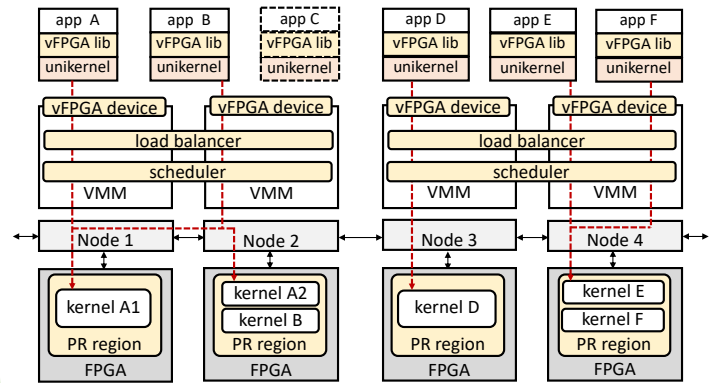 app A app B app C app D app E app F
vFPGA lib vFPGA lib vFPGA lib vFPGA lib vFPGA lib vFPGA lib
unikernel unikernel unikernel unikernel unikernel unikernel
vFPGA device vFPGA device vFPGA device vFPGA device
load balancer load balancer
scheduler scheduler
VMM VMM VMM VMM
Node 1 Node 2 Node 3 Node 4
kernel A1 kernel A2 kernel D kernel E
kernel B kernel F
PR region PR region PR region PR region
FPGA FPGA FPGA FPGA